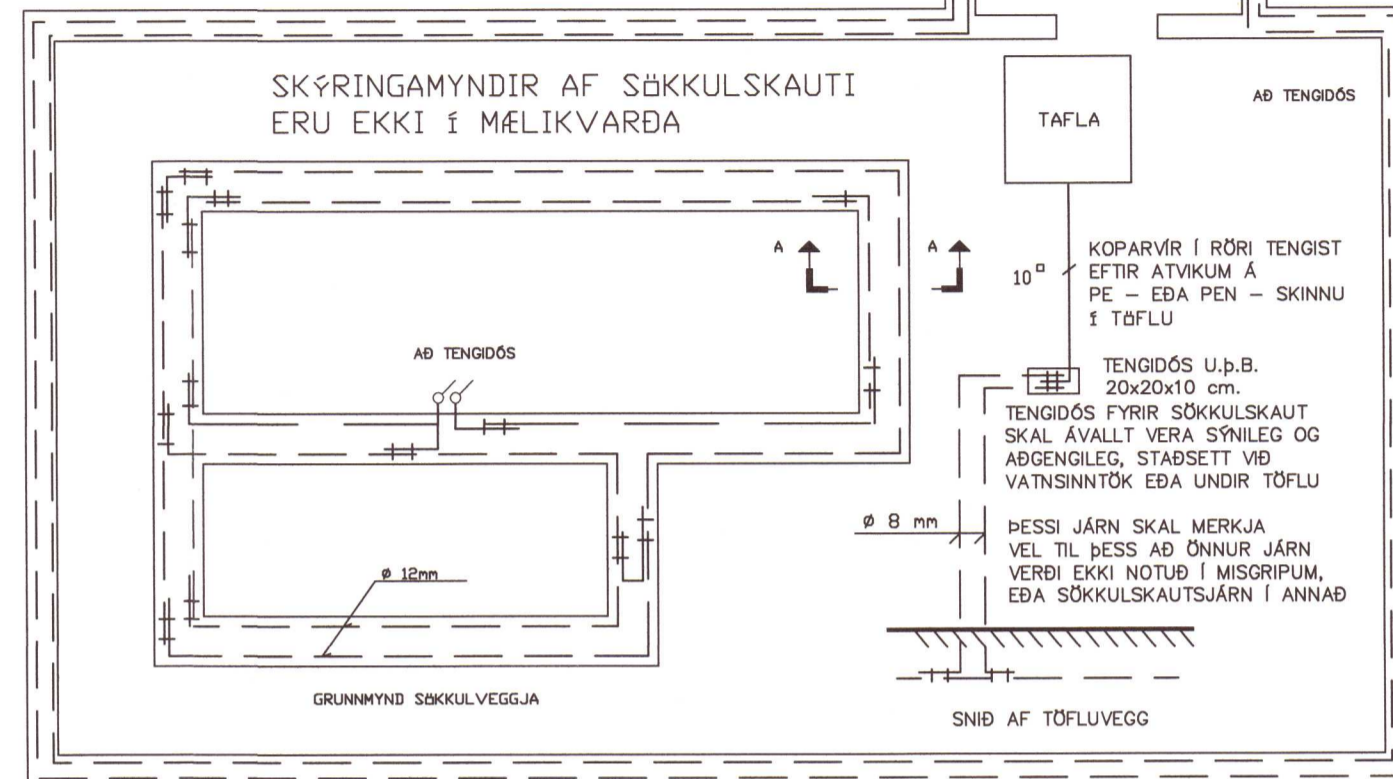 SKÝRINGAMYNDIR AF SÖKKULSKAUTI
ERU EKKI Í MÆLIKVARÐA
TAFLA
AÐ TENGIDÓS
A
A
10▫
KOPARVÍR Í RÖRI TENGIST
EFTIR ATVIKUM Á
PE – EÐA PEN – SKINNU
Í TÖFLU
AÐ TENGIDÓS
TENGIDÓS U.Þ.B.
20x20x10 cm.
TENGIDÓS FYRIR SÖKKULSKAUT
SKAL ÁVALLT VERA SÝNILEG OG
AÐGENGILEG, STAÐSETT VIÐ
VATNSINNTÖK EÐA UNDIR TÖFLU
ø 8 mm
ÞESSI JÁRN SKAL MERKJA
VEL TIL ÞESS AÐ ÖNNUR JÁRN
VERÐI EKKI NOTUÐ Í MISGRIPUM,
EÐA SÖKKULSKAUTSJÁRN Í ANNAÐ
ø 12mm
GRUNNMYND SÖKKULVEGGJA
SNIÐ AF TÖFLUVEGG